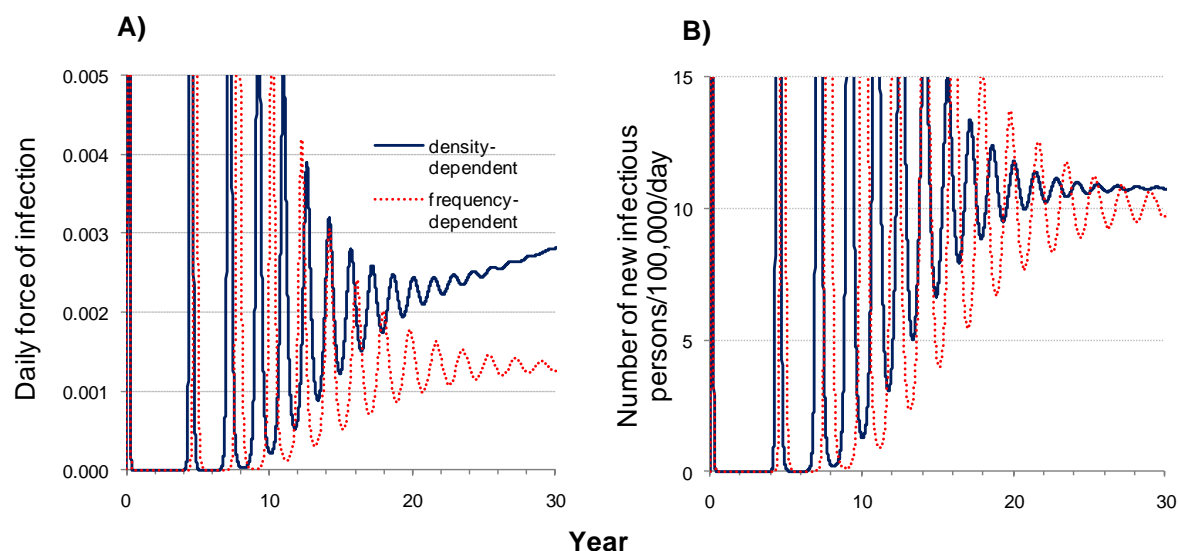 A)
Daily force of infection
0.005
0.004
0.003
0.002
0.001
0.000
0
10
20
30
density-
dependent
frequency-
dependent
B)
Number of new infectious
persons/100,000/day
15
10
5
0
0
10
20
30
Year